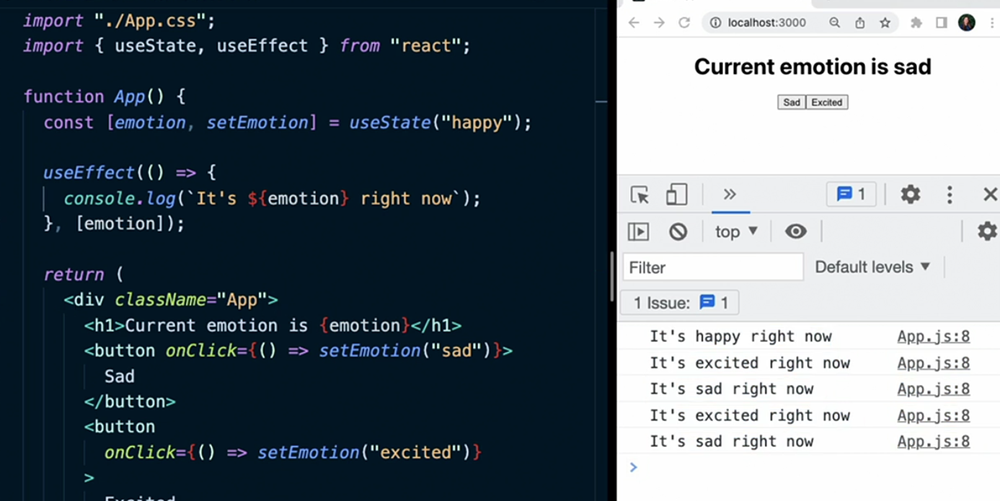 import "./App.css";
import { useState, useEffect } from "react";
function App() {
const [emotion, setEmotion] = useState("happy");
useEffect(() => {
console.log(`It's ${emotion} right now`);
}, [emotion]);
return (
<div className="App">
<h1>Current emotion is {emotion}</h1>
<button onClick={() => setEmotion("sad")}>
Sad
</button>
<button
onClick={() => setEmotion("excited")}
>
Excited
localhost:3000
Current emotion is sad
Sad Excited
1
top
Filter Default levels
1 Issue: 1
It's happy right now App.js:8
It's excited right now App.js:8
It's sad right now App.js:8
It's excited right now App.js:8
It's sad right now App.js:8
>